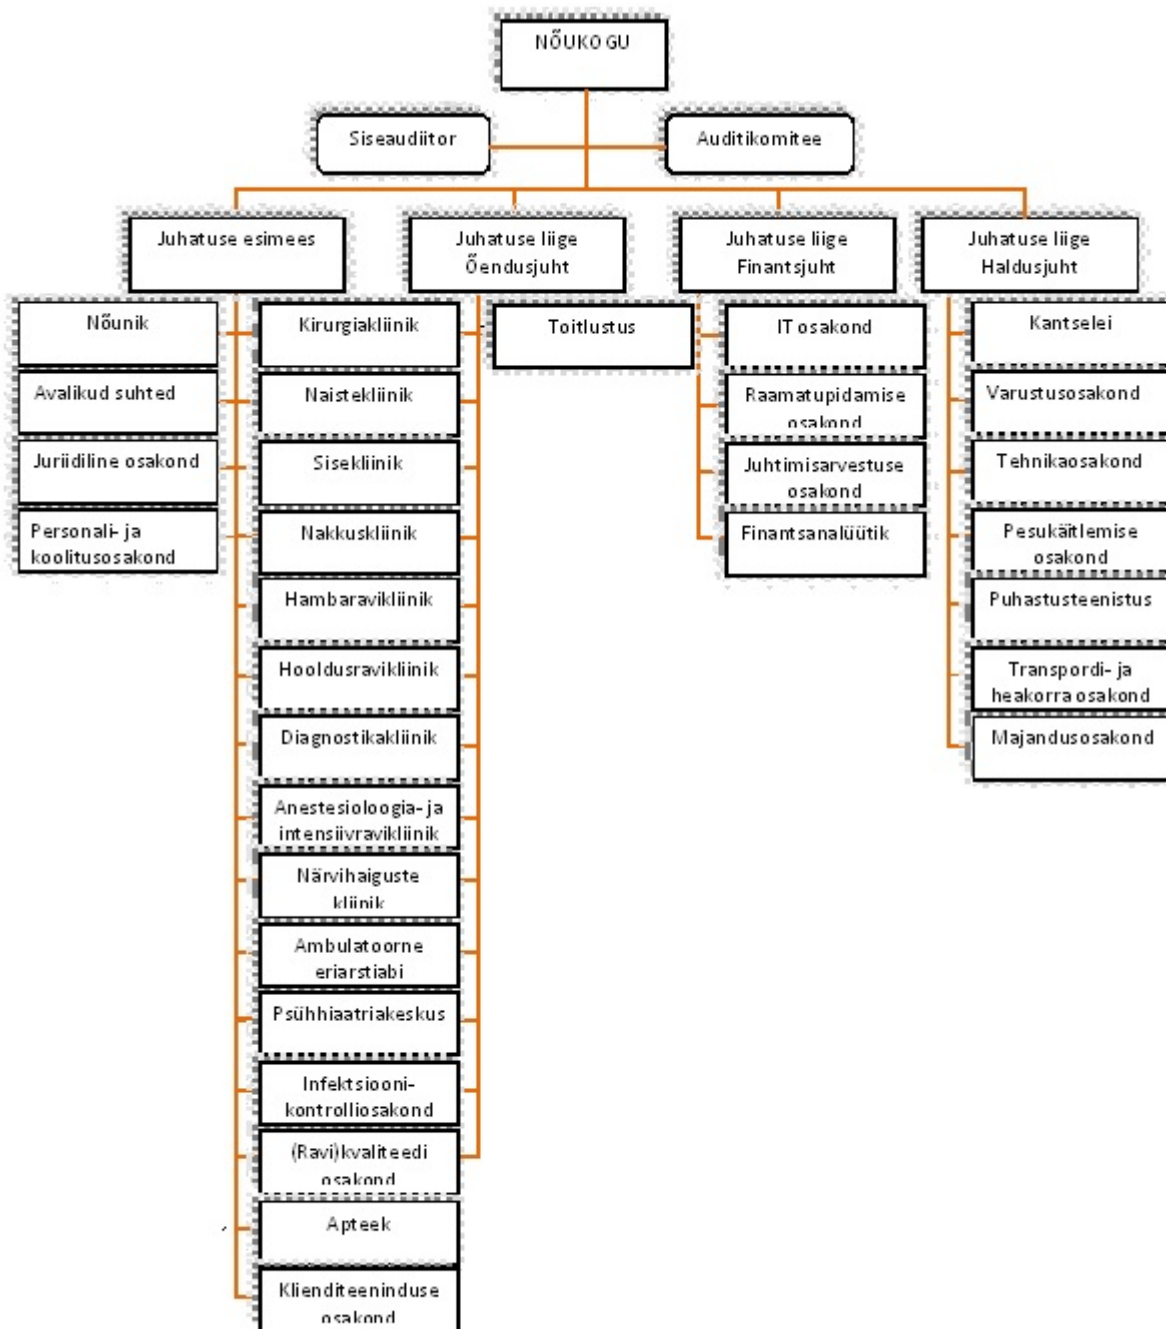 NÕUKOGU
Siseaudiitor
Auditikomitee
Juhatuse esimees
Juhatuse liige
Õendusjuht
Juhatuse liige
Finantsjuht
Juhatuse liige
Haldusjuht
Nõunik
Avalikud suhted
Juriidiline osakond
Personali- ja
koolitusosakond
Kirurgiakliinik
Naistekliinik
Sisekliinik
Nakkuskliinik
Hambaravikliinik
Hooldusravikliinik
Diagnostikakliinik
Anestesioloogia- ja
intensiivravikliinik
Närvihaiguste
kliinik
Ambulatoorne
eriarstiabi
Psühhiaatriakeskus
Infektsiooni-
kontrolliosakond
(Ravi)kvaliteedi
osakond
Apteek
Klienditeeninduse
osakond
Toitlustus
IT osakond
Raamatupidamise
osakond
Juhtimisarvestuse
osakond
Finantsanalüütik
Kantselei
Varustusosakond
Tehnikaosakond
Pesukäitlemise
osakond
Puhastusteenistus
Transpordi- ja
heakorra osakond
Majandusosakond